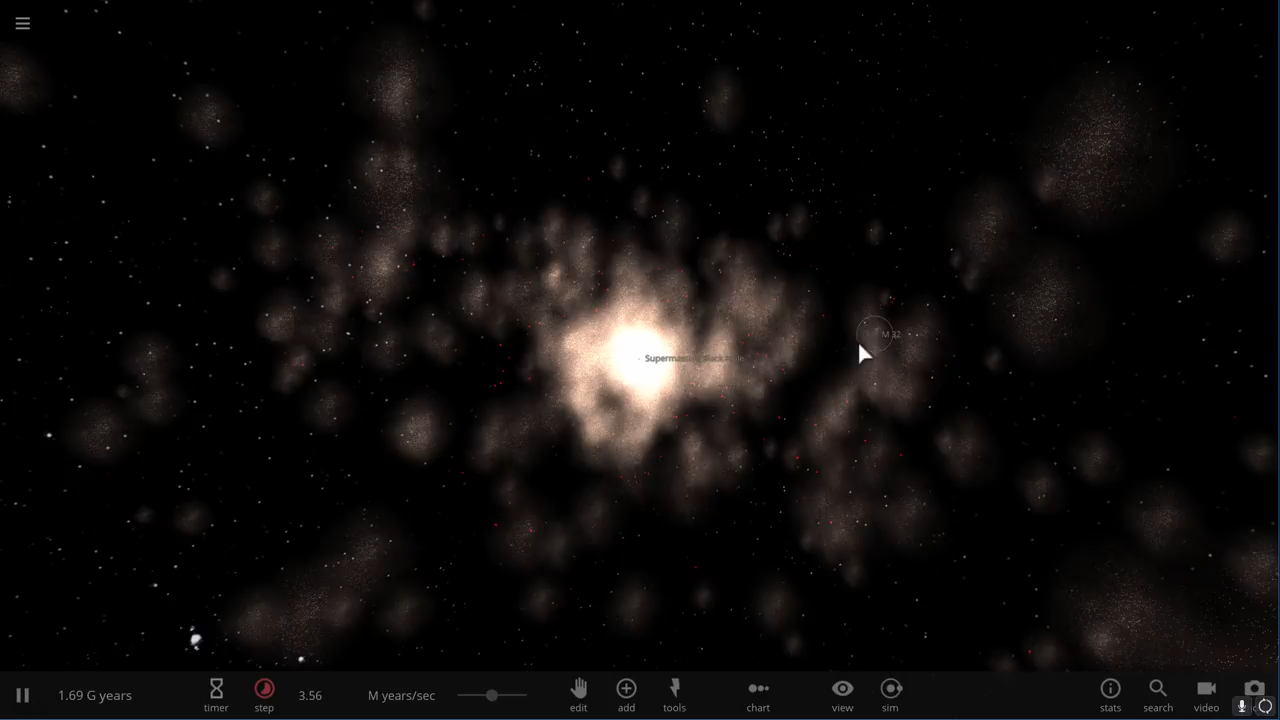 M 32
Supermassive Black Hole
1.69 G years
timer
step
3.56
M years/sec
edit
add
tools
chart
view
sim
stats
search
video